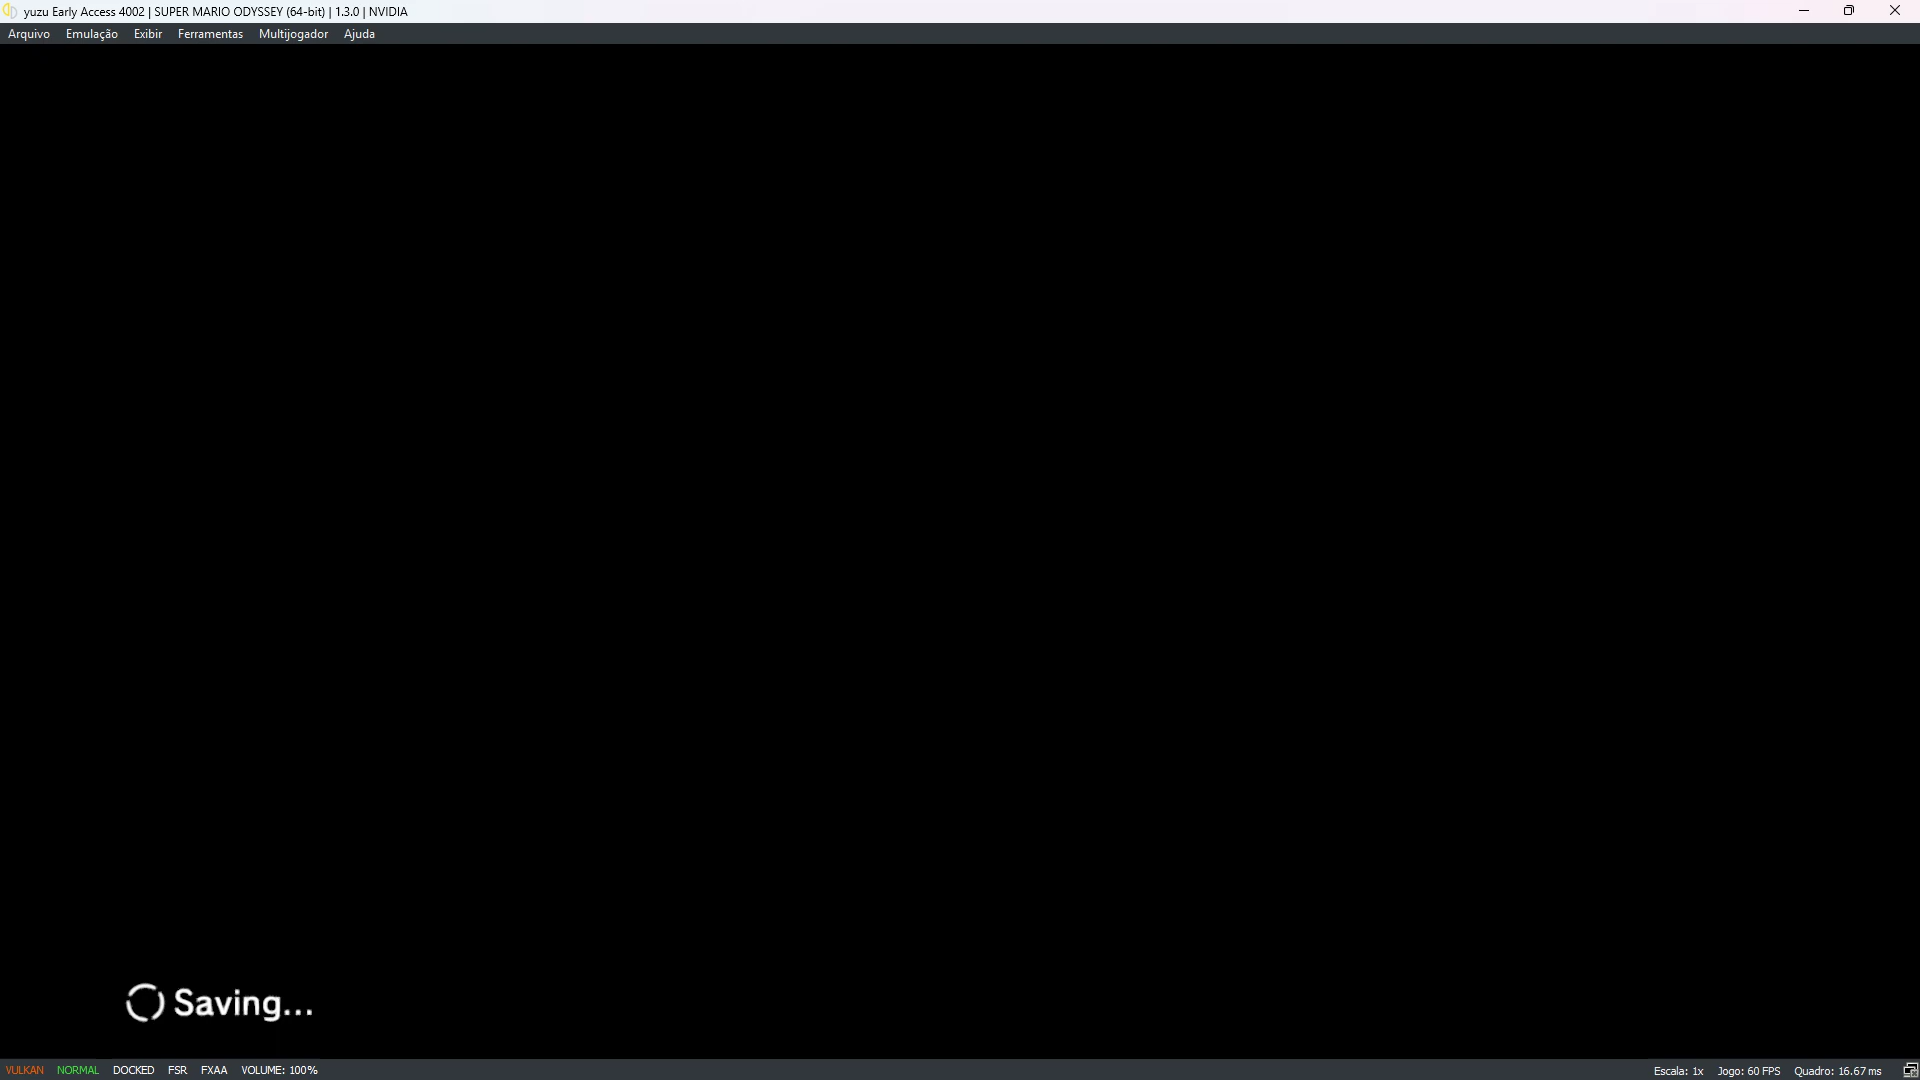 yuzu Early Access 4002 | SUPER MARIO ODYSSEY (64-bit) | 1.3.0 | NVIDIA
Arquivo Emulação Exibir Ferramentas Multijogador Ajuda
Saving...
VULKAN NORMAL DOCKED FSR FXAA VOLUME: 100% Escala: 1x Jogo: 60 FPS Quadro: 16.67 ms